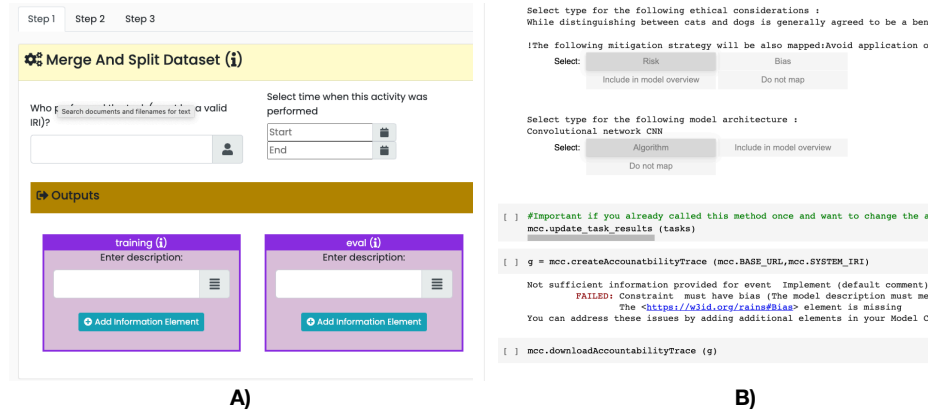 Step 1 Step 2 Step 3
Merge And Split Dataset (i)
Who a valid
Search documents and filenames for text
IRI)?
Select time when this activity was
performed
Start
End
Outputs
training (i)
Enter description:
Add Information Element
eval (i)
Enter description:
Add Information Element
A)
Select type for the following ethical considerations :
While distinguishing between cats and dogs is generally agreed to be a ben
!The following mitigation strategy will be also mapped:Avoid application o
Select: Risk Bias
Include in model overview Do not map
Select type for the following model architecture :
Convolutional network CNN
Select: Algorithm Include in model overview
Do not map
[ ] #Important if you already called this method once and want to change the a
mcc.update_task_results (tasks)
[ ] g = mcc.createAccounatbilityTrace (mcc.BASE_URL,mcc.SYSTEM_IRI)
Not sufficient information provided for event Implement (default comment)
FAILED: Constraint must have bias (The model description must me
The <https://w3id.org/rains#Bias> element is missing
You can address these issues by adding additional elements in your Model C
[ ] mcc.downloadAccountabilityTrace (g)
B)